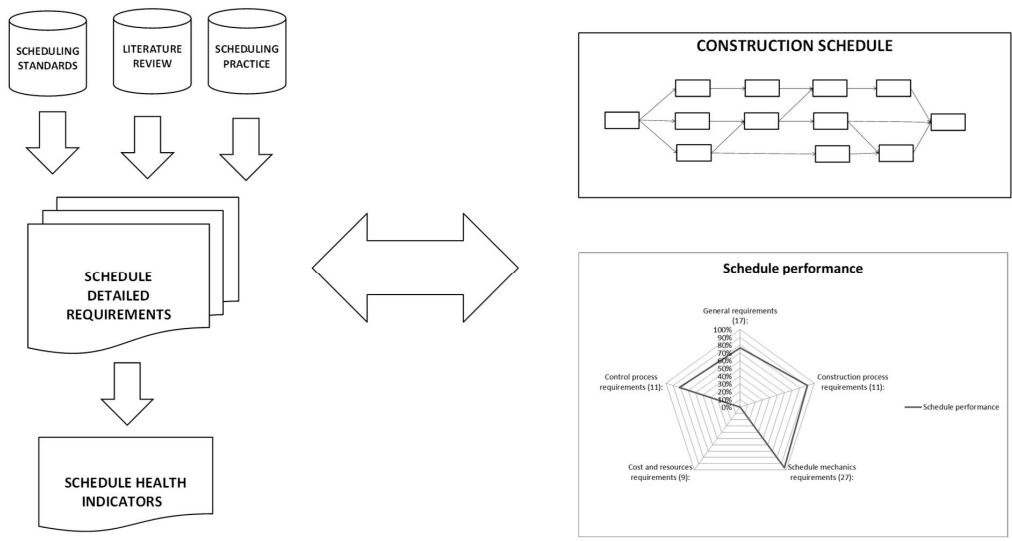 SCHEDULING
STANDARDS
LITERATURE
REVIEW
SCHEDULING
PRACTICE
SCHEDULE
DETAILED
REQUIREMENTS
SCHEDULE HEALTH
INDICATORS
CONSTRUCTION SCHEDULE
Schedule performance
General requirements
(17):
100%
90%
80%
70%
60%
50%
40%
30%
20%
10%
0%
Control process
requirements (11):
Construction process
requirements (11):
Schedule performance
Cost and resources
requirements (9):
Schedule mechanics
requirements (27):